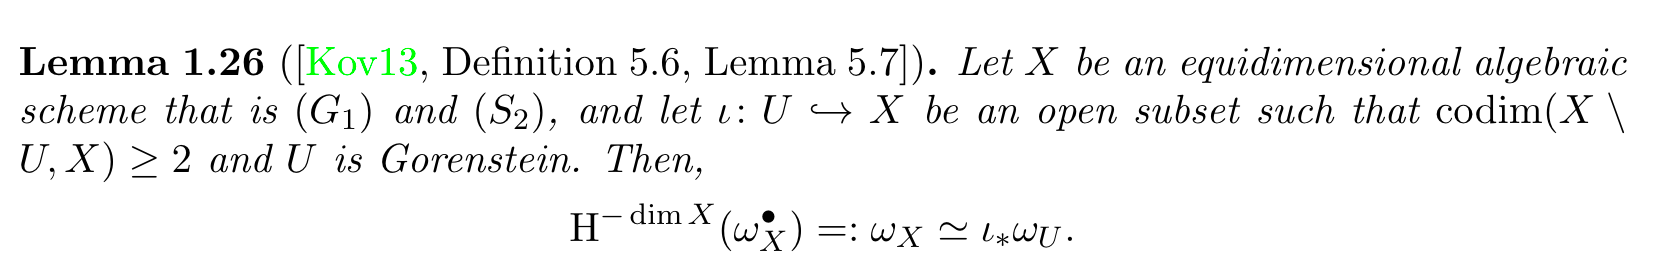 Lemma 1.26 ([Kov13, Definition 5.6, Lemma 5.7]). Let X be an equidimensional algebraic
scheme that is (G₁) and (S₂), and let ι: U ↪ X be an open subset such that codim(X \
U, X) ≥ 2 and U is Gorenstein. Then,
H^{− dim X}(ω_X^•) =: ω_X ≃ ι_*ω_U.